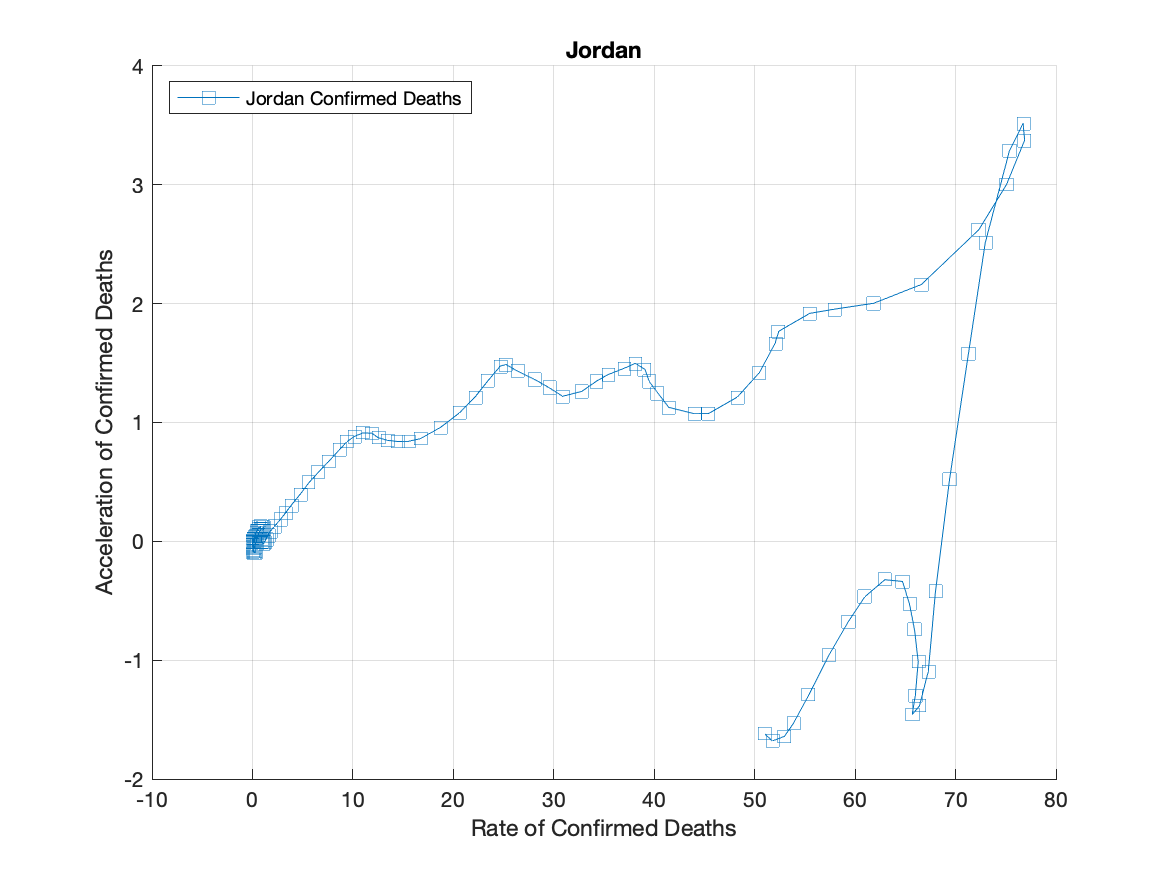 Jordan
Jordan Confirmed Deaths
4
3
2
1
0
-1
-2
Acceleration of Confirmed Deaths
-10 0 10 20 30 40 50 60 70 80
Rate of Confirmed Deaths